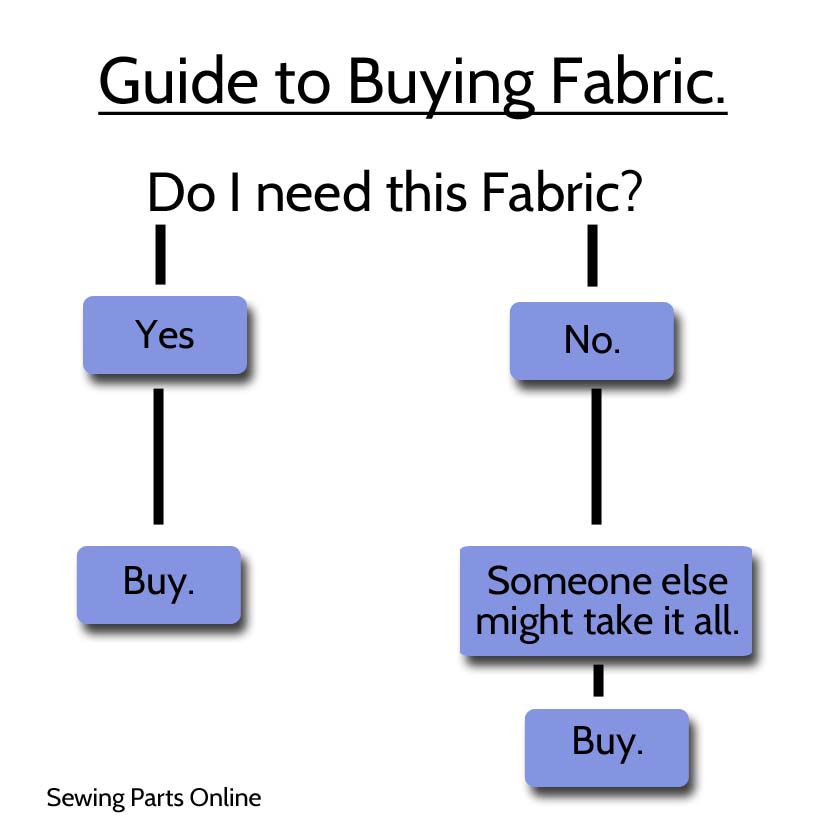 Guide to Buying Fabric.
Do I need this Fabric?
Yes
No.
Buy.
Someone else
might take it all.
Buy.
Sewing Parts Online